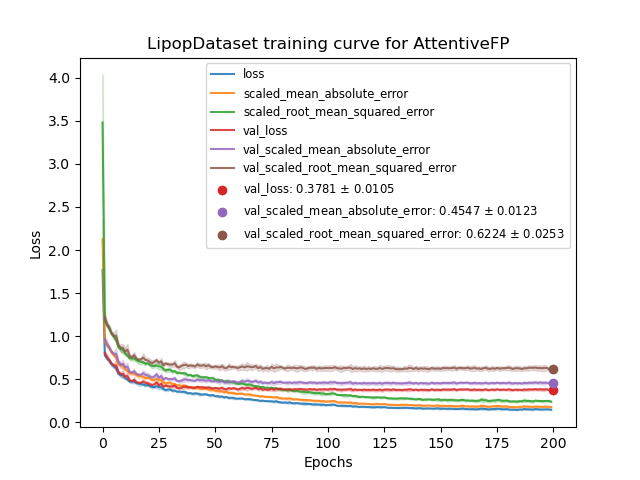 LipopDataset training curve for AttentiveFP
loss
scaled_mean_absolute_error
scaled_root_mean_squared_error
val_loss
val_scaled_mean_absolute_error
val_scaled_root_mean_squared_error
val_loss: 0.3781 ± 0.0105
val_scaled_mean_absolute_error: 0.4547 ± 0.0123
val_scaled_root_mean_squared_error: 0.6224 ± 0.0253
Loss
4.0
3.5
3.0
2.5
2.0
1.5
1.0
0.5
0.0
0 25 50 75 100 125 150 175 200
Epochs